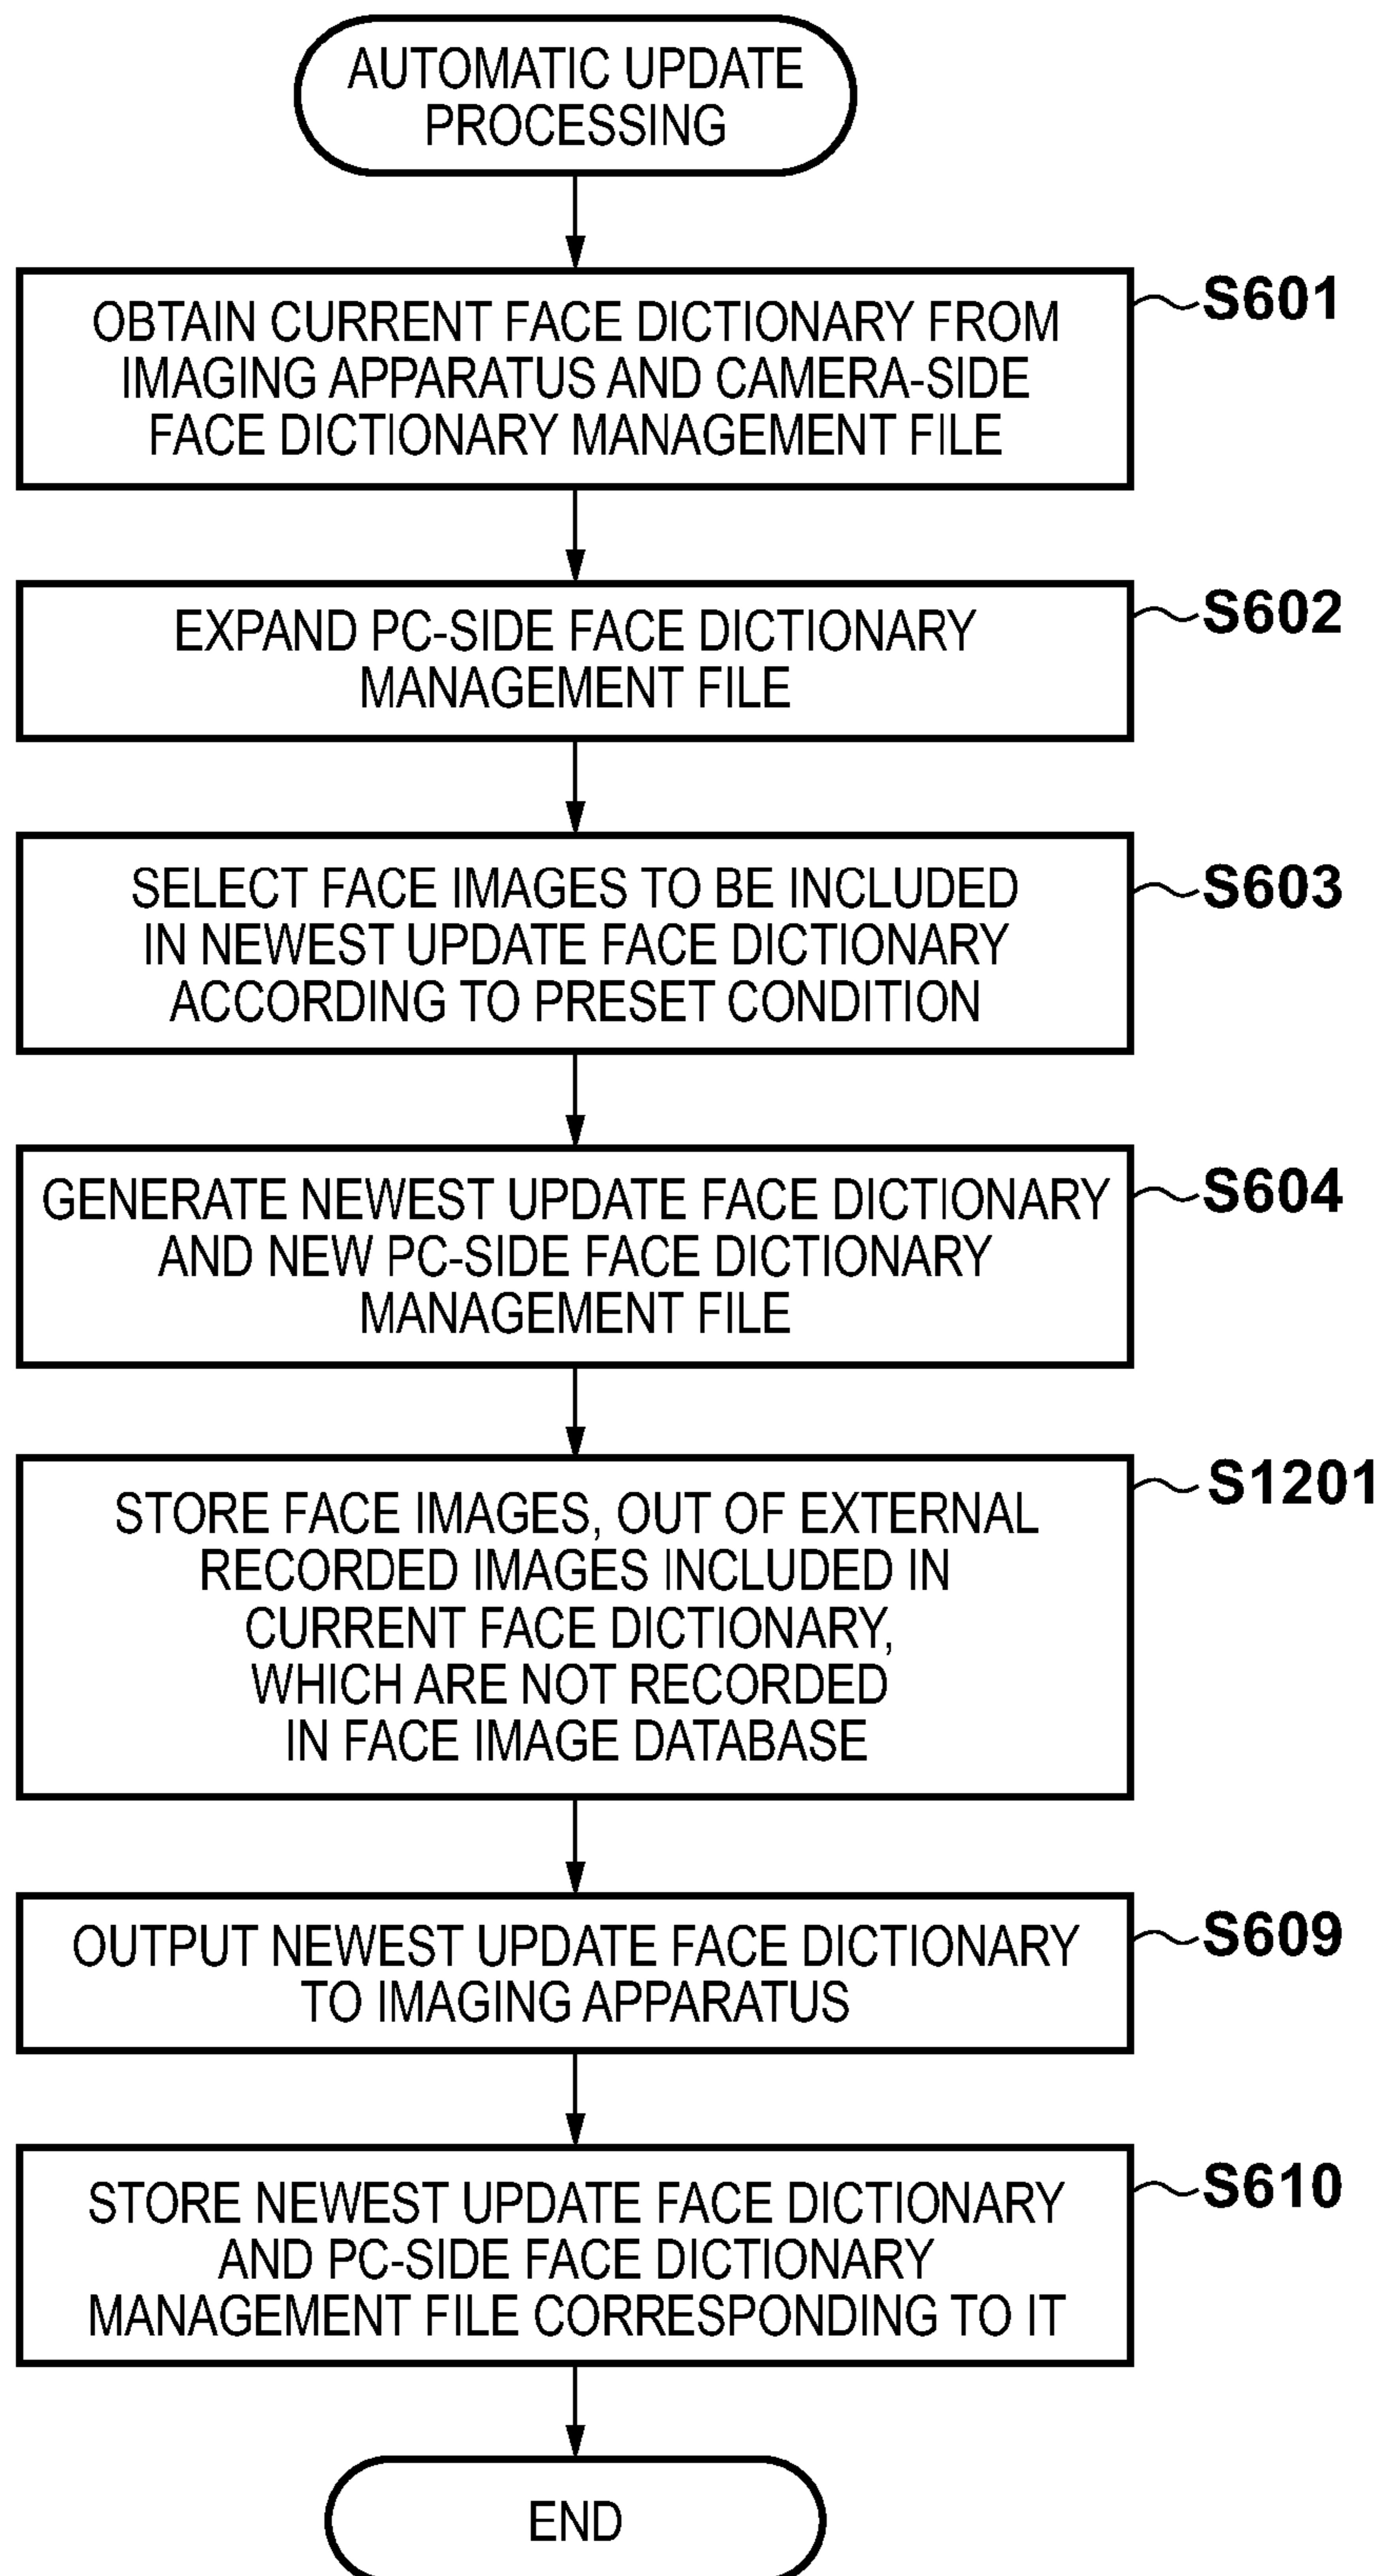 AUTOMATIC UPDATE
PROCESSING
OBTAIN CURRENT FACE DICTIONARY FROM
IMAGING APPARATUS AND CAMERA-SIDE
FACE DICTIONARY MANAGEMENT FILE
S601
EXPAND PC-SIDE FACE DICTIONARY
MANAGEMENT FILE
S602
SELECT FACE IMAGES TO BE INCLUDED
IN NEWEST UPDATE FACE DICTIONARY
ACCORDING TO PRESET CONDITION
S603
GENERATE NEWEST UPDATE FACE DICTIONARY
AND NEW PC-SIDE FACE DICTIONARY
MANAGEMENT FILE
S604
STORE FACE IMAGES, OUT OF EXTERNAL
RECORDED IMAGES INCLUDED IN
CURRENT FACE DICTIONARY,
WHICH ARE NOT RECORDED
IN FACE IMAGE DATABASE
S1201
OUTPUT NEWEST UPDATE FACE DICTIONARY
TO IMAGING APPARATUS
S609
STORE NEWEST UPDATE FACE DICTIONARY
AND PC-SIDE FACE DICTIONARY
MANAGEMENT FILE CORRESPONDING TO IT
S610
END